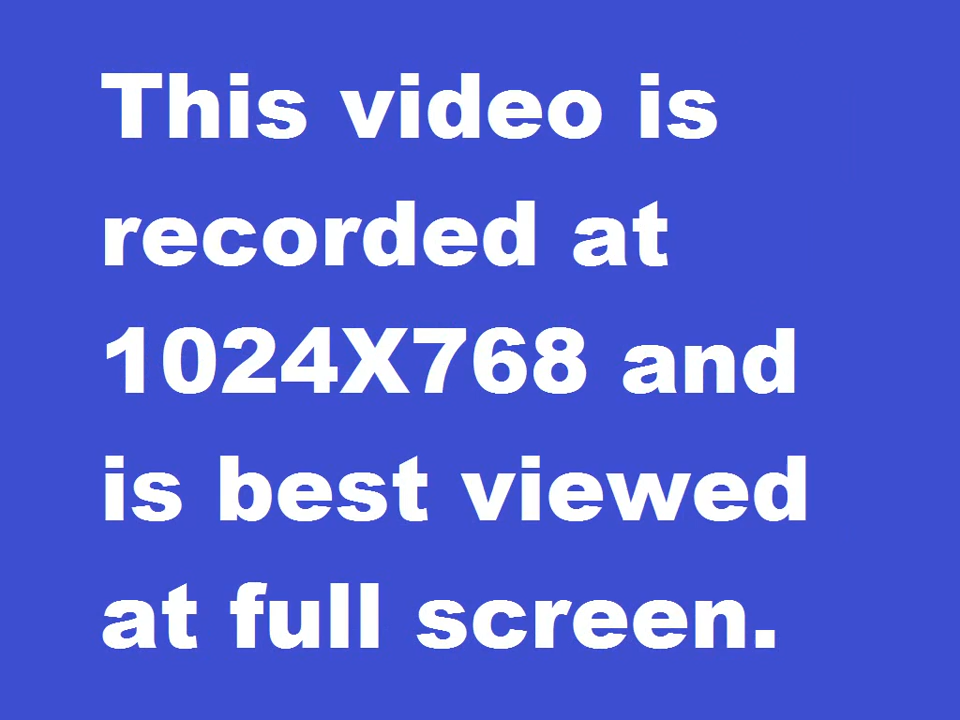 This video is
recorded at
1024X768 and
is best viewed
at full screen.